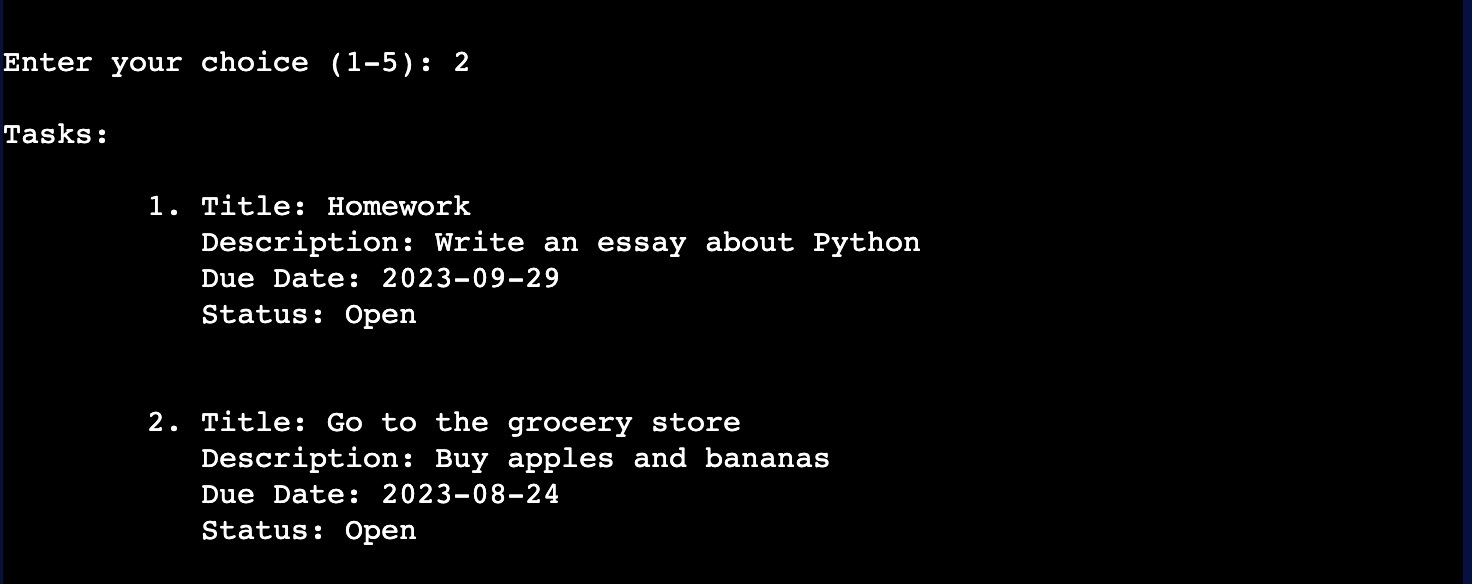 Enter your choice (1-5): 2
Tasks:
1. Title: Homework
Description: Write an essay about Python
Due Date: 2023-09-29
Status: Open
2. Title: Go to the grocery store
Description: Buy apples and bananas
Due Date: 2023-08-24
Status: Open